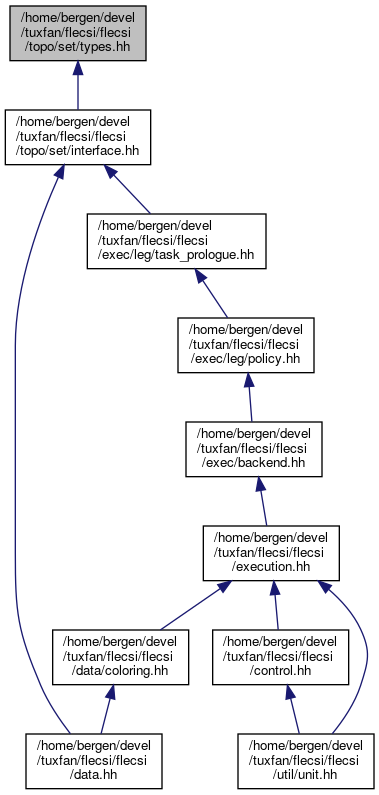 /home/bergen/devel
/tuxfan/flecsi/flecsi
/topo/set/types.hh
/home/bergen/devel
/tuxfan/flecsi/flecsi
/topo/set/interface.hh
/home/bergen/devel
/tuxfan/flecsi/flecsi
/exec/leg/task_prologue.hh
/home/bergen/devel
/tuxfan/flecsi/flecsi
/exec/leg/policy.hh
/home/bergen/devel
/tuxfan/flecsi/flecsi
/exec/backend.hh
/home/bergen/devel
/tuxfan/flecsi/flecsi
/execution.hh
/home/bergen/devel
/tuxfan/flecsi/flecsi
/data/coloring.hh
/home/bergen/devel
/tuxfan/flecsi/flecsi
/control.hh
/home/bergen/devel
/tuxfan/flecsi/flecsi
/data.hh
/home/bergen/devel
/tuxfan/flecsi/flecsi
/util/unit.hh